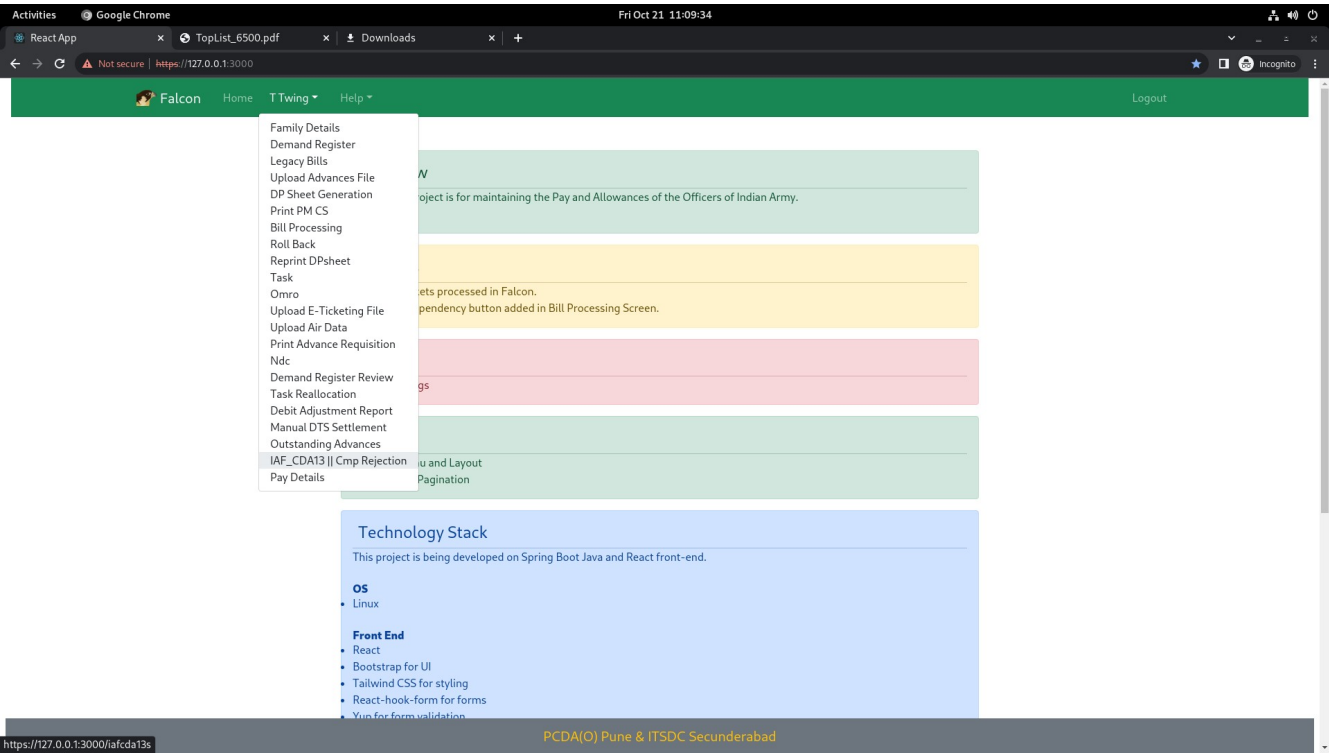 Activities Google Chrome Fri Oct 21 11:09:34
React App TopList_6500.pdf Downloads
Not secure | https://127.0.0.1:3000 Incognito
Falcon Home T Twing Help Logout
Family Details
Demand Register
Legacy Bills
Upload Advances File
DP Sheet Generation
Print PM CS
Bill Processing
Roll Back
Reprint DPsheet
Task
Omro
Upload E-Ticketing File
Upload Air Data
Print Advance Requisition
Ndc
Demand Register Review
Task Reallocation
Debit Adjustment Report
Manual DTS Settlement
Outstanding Advances
IAF_CDA13 || Cmp Rejection
Pay Details
is for maintaining the Pay and Allowances of the Officers of Indian Army.
processed in Falcon.
button added in Bill Processing Screen.
and Layout
Pagination
Technology Stack
This project is being developed on Spring Boot Java and React front-end.
OS
• Linux
Front End
• React
• Bootstrap for UI
• Tailwind CSS for styling
• React-hook-form for forms
• Yup for form validation
PCDA(O) Pune & ITSDC Secunderabad
https://127.0.0.1:3000/iafcda13s